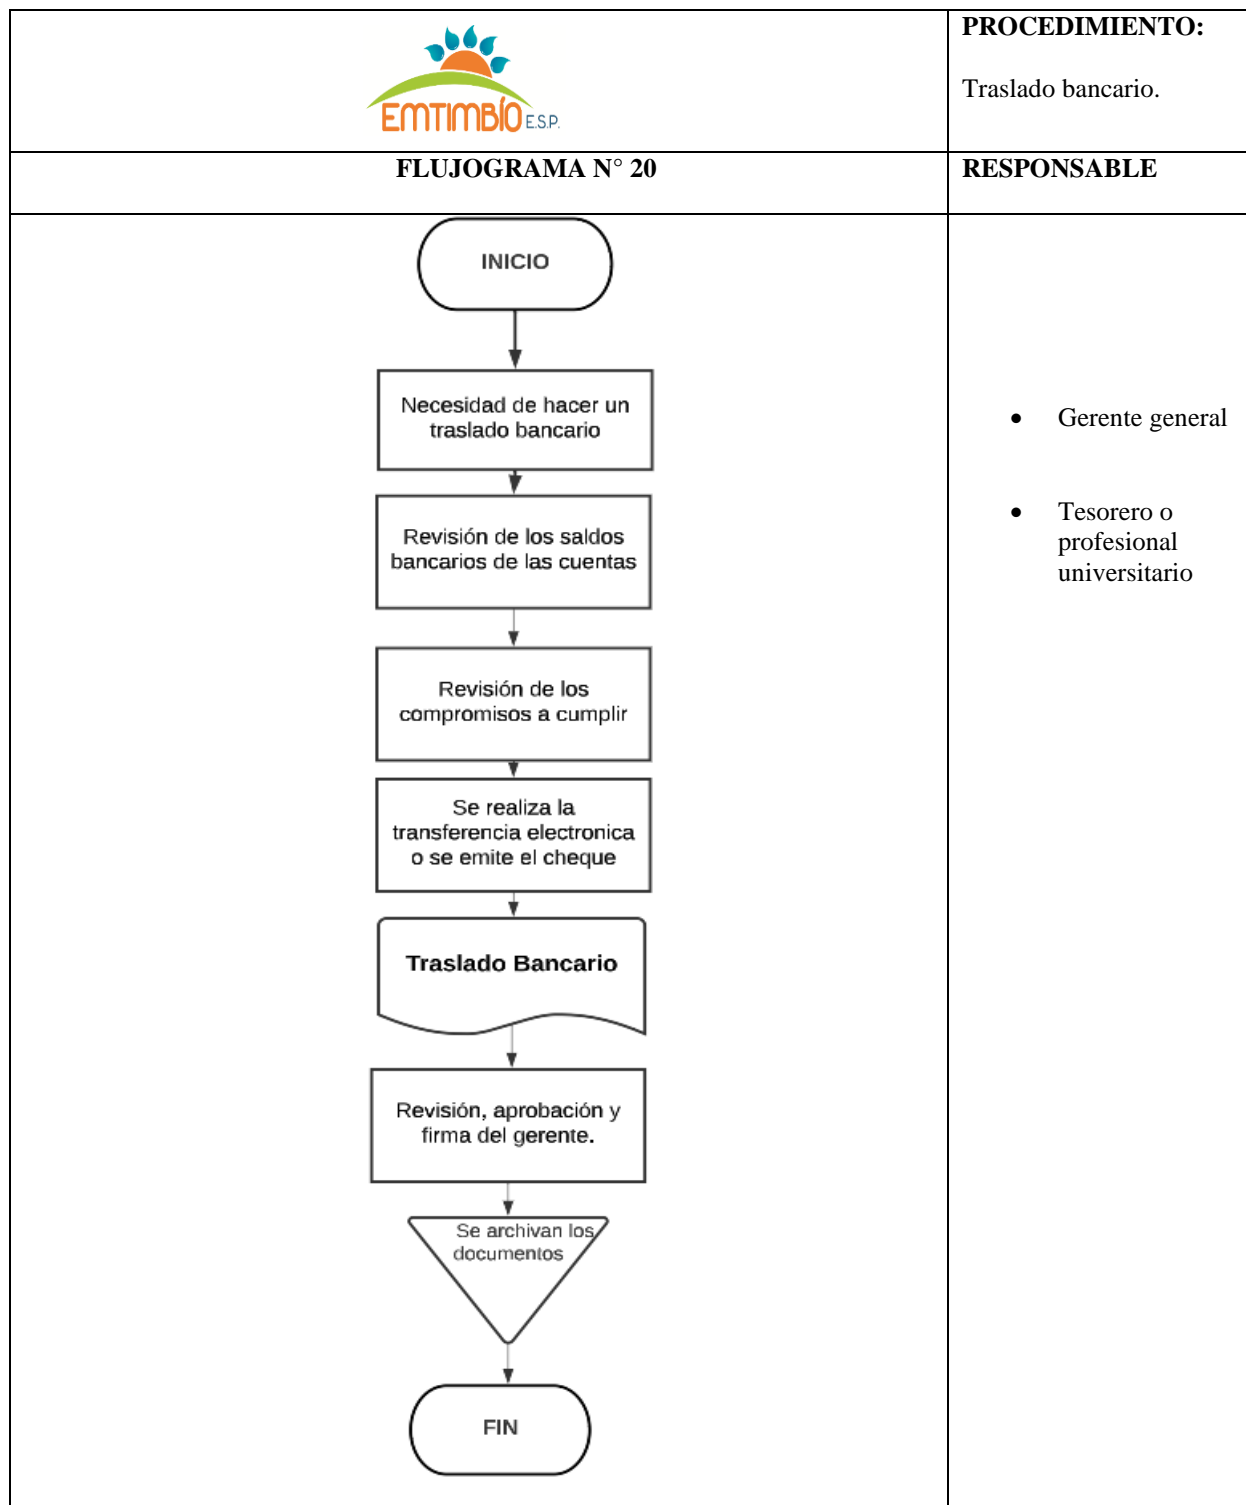 EMTIMBÍO E.S.P.
PROCEDIMIENTO:
Traslado bancario.
FLUJOGRAMA N° 20
RESPONSABLE
INICIO
Necesidad de hacer un
traslado bancario
Revisión de los saldos
bancarios de las cuentas
Revisión de los
compromisos a cumplir
Se realiza la
transferencia electronica
o se emite el cheque
Traslado Bancario
Revisión, aprobación y
firma del gerente.
Se archivan los
documentos
FIN
• Gerente general
• Tesorero o
profesional
universitario